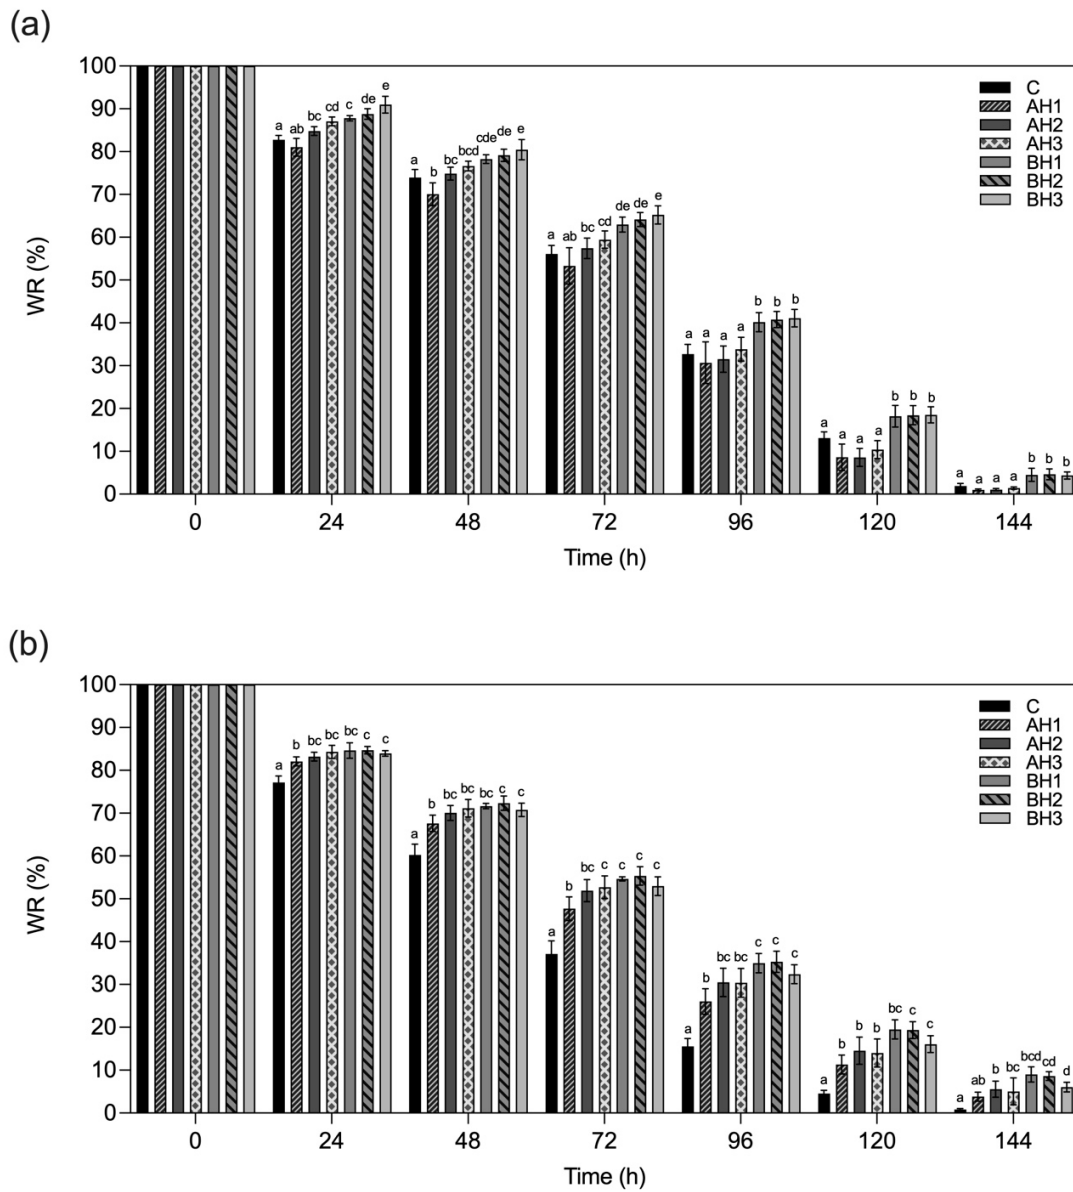 (a)
100
90
80
70
60
50
40
30
20
10
0
WR (%)
a ab bc cd c de e
a b bc bcd cde de e
a ab bc cd de de e
a a a a b b b
a a a a b b b
a a a a b b b
C
AH1
AH2
AH3
BH1
BH2
BH3
0 24 48 72 96 120 144
Time (h)
(b)
100
90
80
70
60
50
40
30
20
10
0
WR (%)
a b bc bc bc c c
a b bc bc bc c c
a b bc c c c c
a b bc bc c c c
a b b b bc c c
a ab b bc bcd cd d
C
AH1
AH2
AH3
BH1
BH2
BH3
0 24 48 72 96 120 144
Time (h)